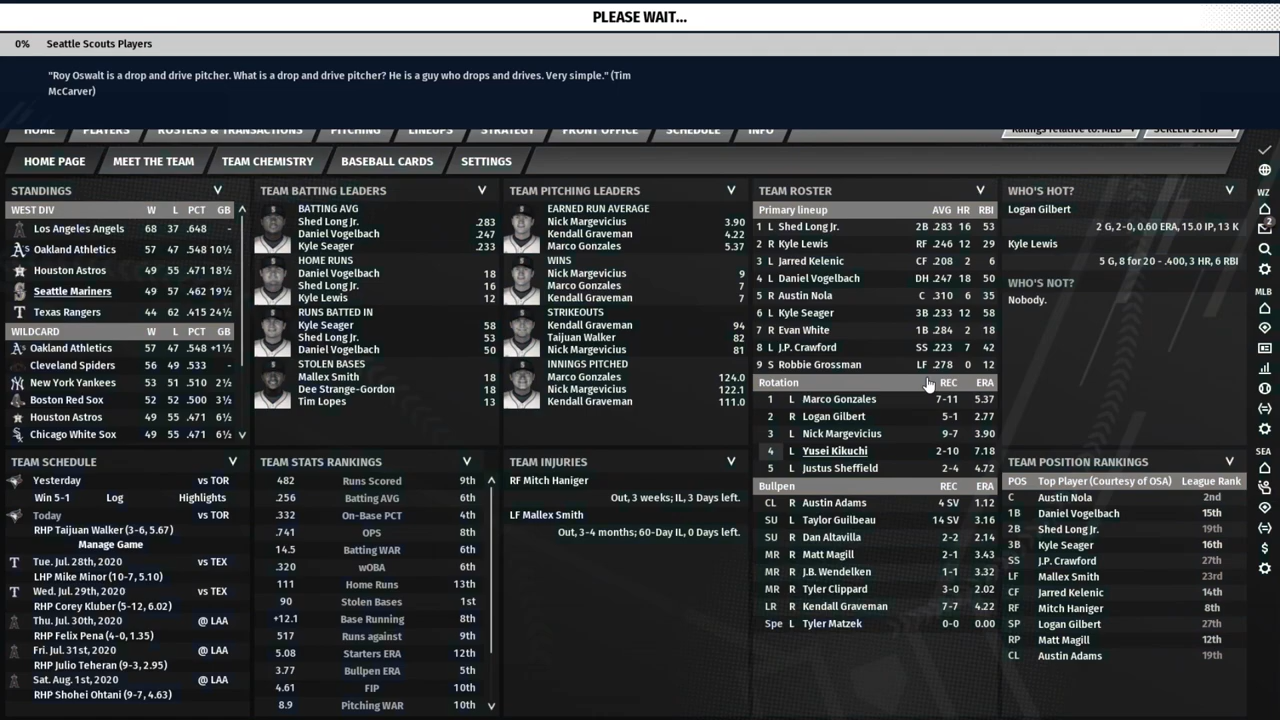 PLEASE WAIT...
0% Seattle Scouts Players
"Roy Oswalt is a drop and drive pitcher. What is a drop and drive pitcher? He is a guy who drops and drives. Very simple." (Tim
McCarver)
HOME PLAYERS ROSTERS & TRANSACTIONS PITCHING LINEUPS STRATEGY FRONT OFFICE SCHEDULE INFO Ratings relative to: MLB SCREEN SETUP
HOME PAGE MEET THE TEAM TEAM CHEMISTRY BASEBALL CARDS SETTINGS
STANDINGS
WEST DIV W L PCT GB
Los Angeles Angels 68 37 .648 -
Oakland Athletics 57 47 .548 10½
Houston Astros 49 55 .471 18½
Seattle Mariners 49 57 .462 19½
Texas Rangers 44 62 .415 24½
WILDCARD W L PCT GB
Oakland Athletics 57 47 .548 +1½
Cleveland Spiders 56 49 .533 -
New York Yankees 53 51 .510 2½
Boston Red Sox 52 52 .500 3½
Houston Astros 49 55 .471 6½
Chicago White Sox 49 55 .471 6½
TEAM BATTING LEADERS
BATTING AVG
Shed Long Jr. .283
Daniel Vogelbach .247
Kyle Seager .233
HOME RUNS
Daniel Vogelbach 18
Shed Long Jr. 16
Kyle Lewis 12
RUNS BATTED IN
Kyle Seager 58
Shed Long Jr. 53
Daniel Vogelbach 50
STOLEN BASES
Mallex Smith 18
Dee Strange-Gordon 18
Tim Lopes 13
TEAM PITCHING LEADERS
EARNED RUN AVERAGE
Nick Margevicius 3.90
Kendall Graveman 4.22
Marco Gonzales 5.37
WINS
Nick Margevicius 9
Marco Gonzales 7
Kendall Graveman 7
STRIKEOUTS
Kendall Graveman 94
Taijuan Walker 82
Nick Margevicius 81
INNINGS PITCHED
Marco Gonzales 124.0
Nick Margevicius 122.1
Kendall Graveman 111.0
TEAM ROSTER
Primary lineup AVG HR RBI
1 L Shed Long Jr. 2B .283 16 53
2 R Kyle Lewis RF .246 12 29
3 L Jarred Kelenic CF .208 2 6
4 L Daniel Vogelbach DH .247 18 50
5 R Austin Nola C .310 6 35
6 L Kyle Seager 3B .233 12 58
7 R Evan White 1B .284 2 18
8 L J.P. Crawford SS .223 7 42
9 S Robbie Grossman LF .278 0 12
Rotation REC ERA
1 L Marco Gonzales 7-11 5.37
2 R Logan Gilbert 5-1 2.77
3 L Nick Margevicius 9-7 3.90
4 L Yusei Kikuchi 2-10 7.18
5 L Justus Sheffield 2-4 4.72
Bullpen REC ERA
CL R Austin Adams 4 SV 1.12
SU L Taylor Guilbeau 14 SV 3.16
SU R Dan Altavilla 2-2 2.14
MR R Matt Magill 2-1 3.43
MR R J.B. Wendelken 1-1 3.32
MR R Tyler Clippard 3-0 2.02
LR R Kendall Graveman 7-7 4.22
Spe L Tyler Matzek 0-0 0.00
WHO'S HOT?
Logan Gilbert
2 G, 2-0, 0.60 ERA, 15.0 IP, 13 K
Kyle Lewis
5 G, 8 for 20 - .400, 3 HR, 6 RBI
WHO'S NOT?
Nobody.
TEAM SCHEDULE
Yesterday vs TOR
Win 5-1 Log Highlights
Today vs TOR
RHP Taijuan Walker (3-6, 5.67)
Manage Game
Tue. Jul. 28th, 2020 vs TEX
LHP Mike Minor (10-7, 5.10)
Wed. Jul. 29th, 2020 vs TEX
RHP Corey Kluber (5-12, 6.02)
Thu. Jul. 30th, 2020 @ LAA
RHP Felix Pena (4-0, 1.35)
Fri. Jul. 31st, 2020 @ LAA
RHP Julio Teheran (9-3, 2.95)
Sat. Aug. 1st, 2020 @ LAA
RHP Shohei Ohtani (9-7, 4.63)
TEAM STATS RANKINGS
482 Runs Scored 9th
.256 Batting AVG 6th
.332 On-Base PCT 4th
.741 OPS 8th
14.5 Batting WAR 6th
.320 wOBA 6th
111 Home Runs 13th
90 Stolen Bases 1st
+12.1 Base Running 8th
517 Runs against 9th
5.08 Starters ERA 12th
3.77 Bullpen ERA 5th
4.61 FIP 10th
8.9 Pitching WAR 10th
TEAM INJURIES
RF Mitch Haniger
Out, 3 weeks; IL, 3 Days left.
LF Mallex Smith
Out, 3-4 months; 60-Day IL, 0 Days left.
TEAM POSITION RANKINGS
POS Top Player (Courtesy of OSA) League Rank
C Austin Nola 2nd
1B Daniel Vogelbach 15th
2B Shed Long Jr. 19th
3B Kyle Seager 16th
SS J.P. Crawford 27th
LF Mallex Smith 23rd
CF Jarred Kelenic 14th
RF Mitch Haniger 8th
SP Logan Gilbert 27th
RP Matt Magill 12th
CL Austin Adams 19th
WZ
2
MLB
SEA
$